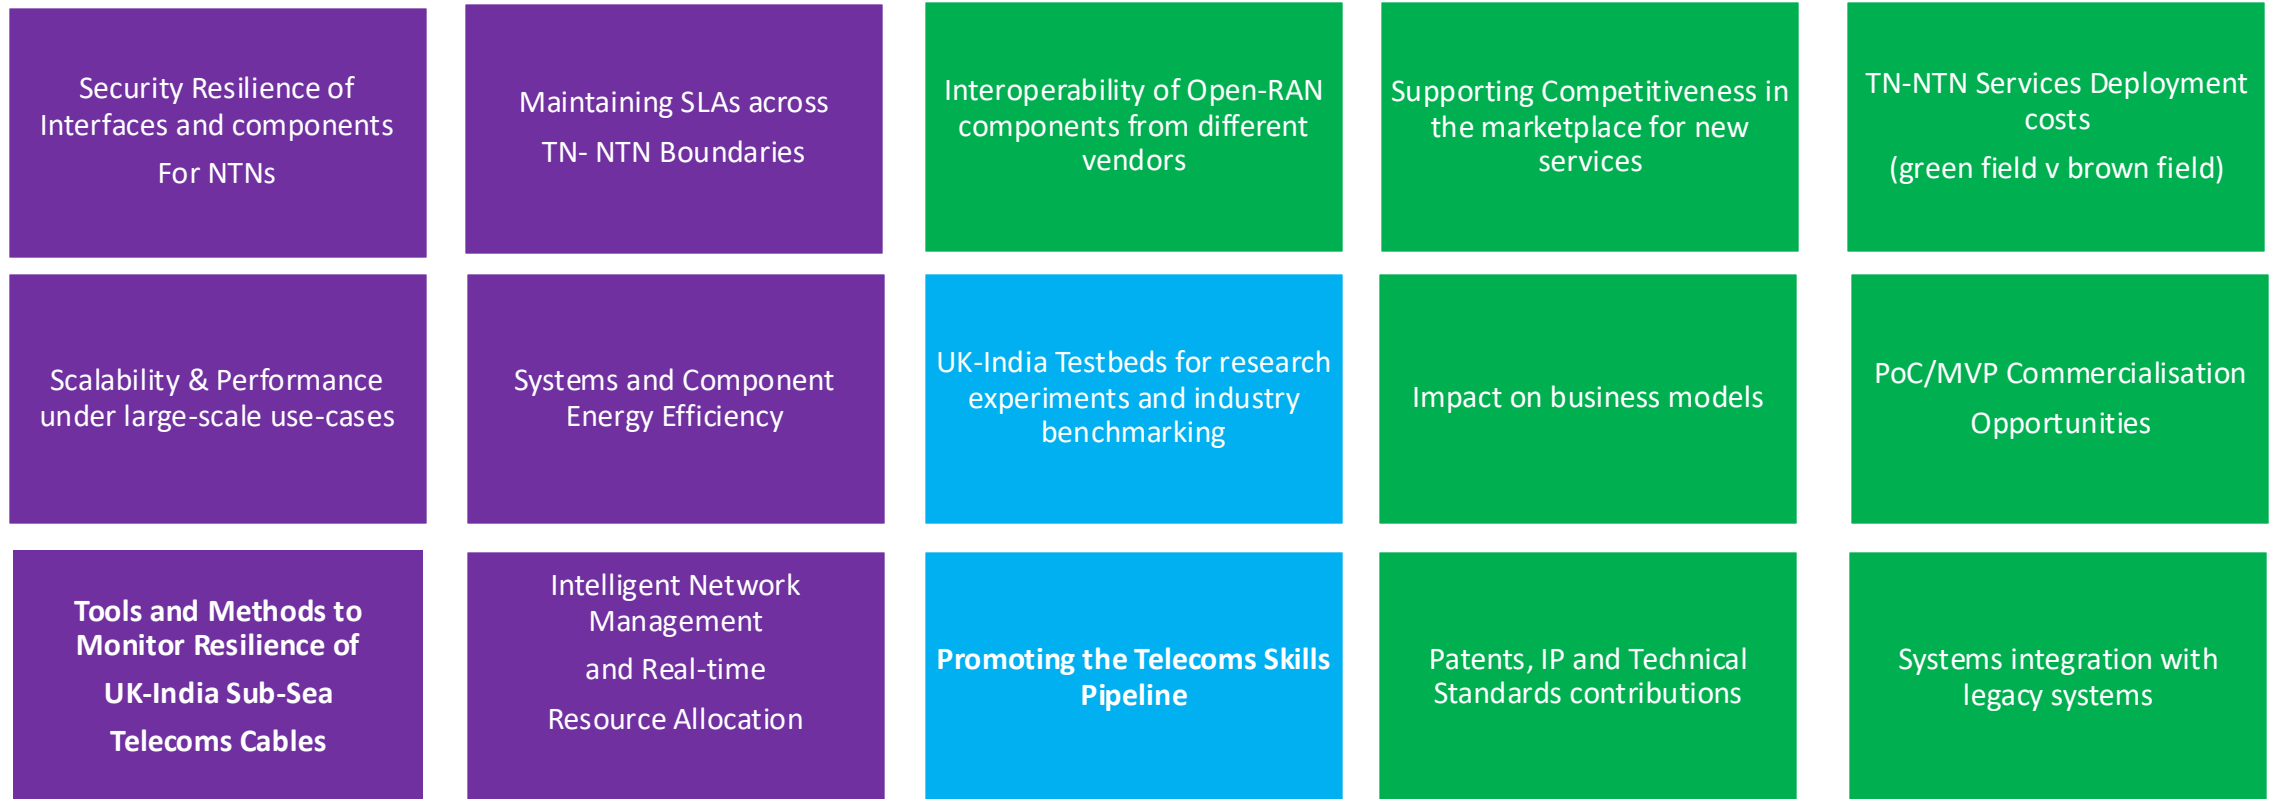 Security Resilience of
Interfaces and components
For NTNs
Maintaining SLAs across
TN- NTN Boundaries
Interoperability of Open-RAN
components from different
vendors
Supporting Competitiveness in
the marketplace for new
services
TN-NTN Services Deployment
costs
(green field v brown field)
Scalability & Performance
under large-scale use-cases
Systems and Component
Energy Efficiency
UK-India Testbeds for research
experiments and industry
benchmarking
Impact on business models
PoC/MVP Commercialisation
Opportunities
Tools and Methods to
Monitor Resilience of
UK-India Sub-Sea
Telecoms Cables
Intelligent Network
Management
and Real-time
Resource Allocation
Promoting the Telecoms Skills
Pipeline
Patents, IP and Technical
Standards contributions
Systems integration with
legacy systems